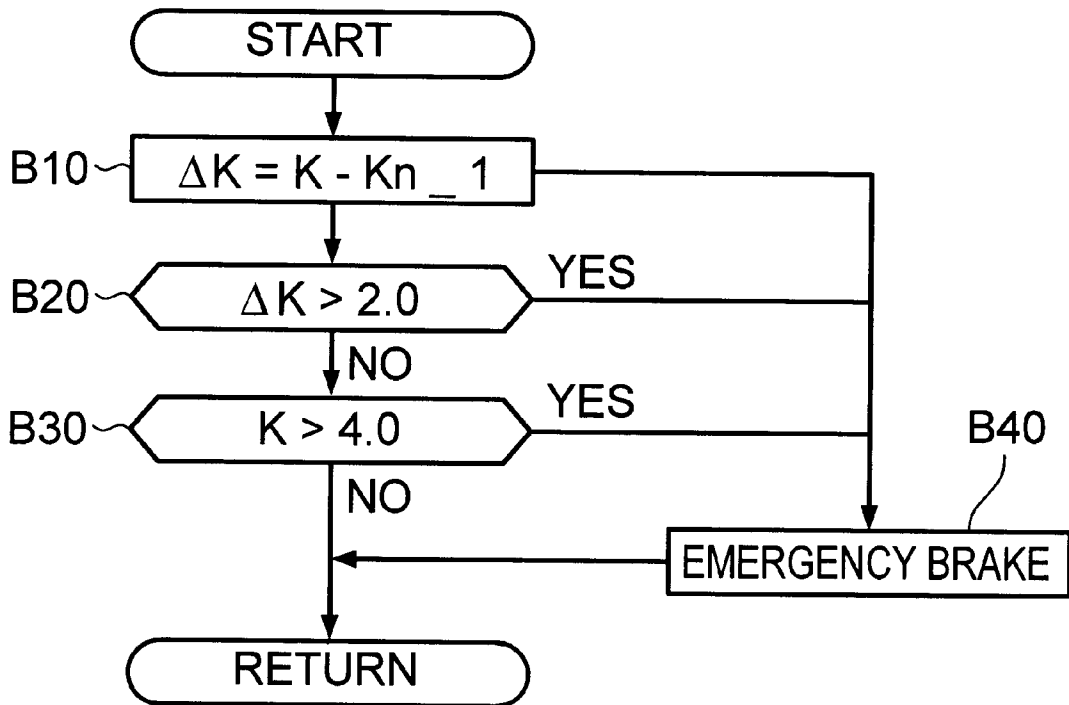 START
B10
ΔK = K - Kn _ 1
B20
ΔK > 2.0
YES
NO
B30
K > 4.0
YES
NO
B40
EMERGENCY BRAKE
RETURN